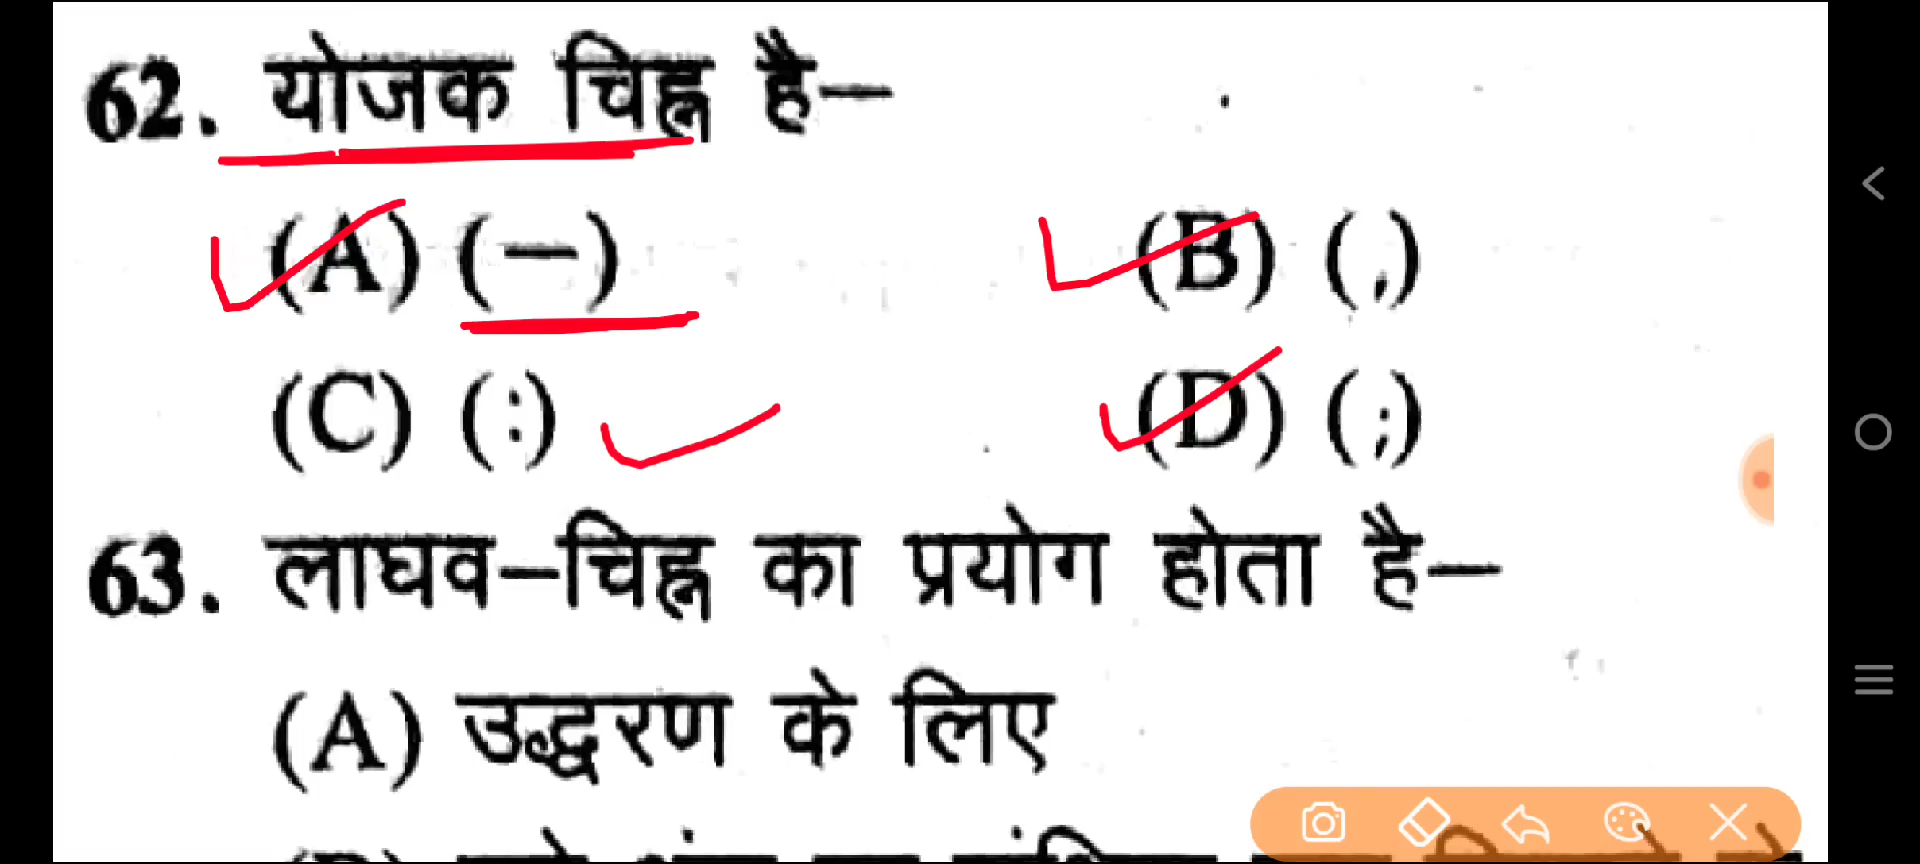 62. योजक चिह्न है—
(A) (—) (B) (,)
(C) (:) (D) (;)
63. लाघव–चिह्न का प्रयोग होता है—
(A) उद्धरण के लिए